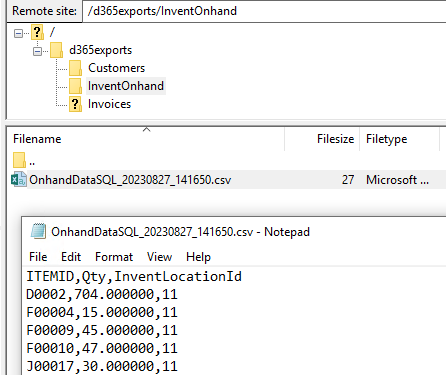 Remote site: /d365exports/InventOnhand
? /
d365exports
Customers
InventOnhand
? Invoices
Filename Filesize Filetype
..
OnhandDataSQL_20230827_141650.csv 27 Microsoft ...
OnhandDataSQL_20230827_141650.csv - Notepad
File Edit Format View Help
ITEMID,Qty,InventLocationId
D0002,704.000000,11
F00004,15.000000,11
F00009,45.000000,11
F00010,47.000000,11
J00017,30.000000,11